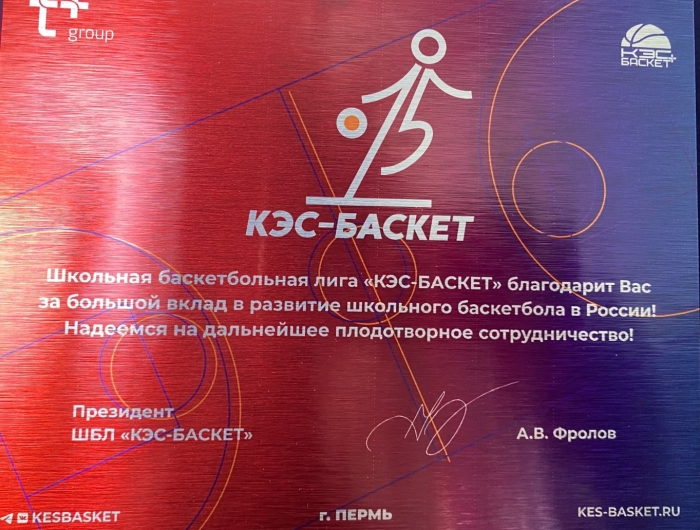 group
КЭС
БАСКЕТ
КЭС-БАСКЕТ
Школьная баскетбольная лига «КЭС-БАСКЕТ» благодарит Вас
за большой вклад в развитие школьного баскетбола в России!
Надеемся на дальнейшее плодотворное сотрудничество!
Президент
ШБЛ «КЭС-БАСКЕТ»
А.В. Фролов
KESBASKET
г. ПЕРМЬ
KES-BASKET.RU